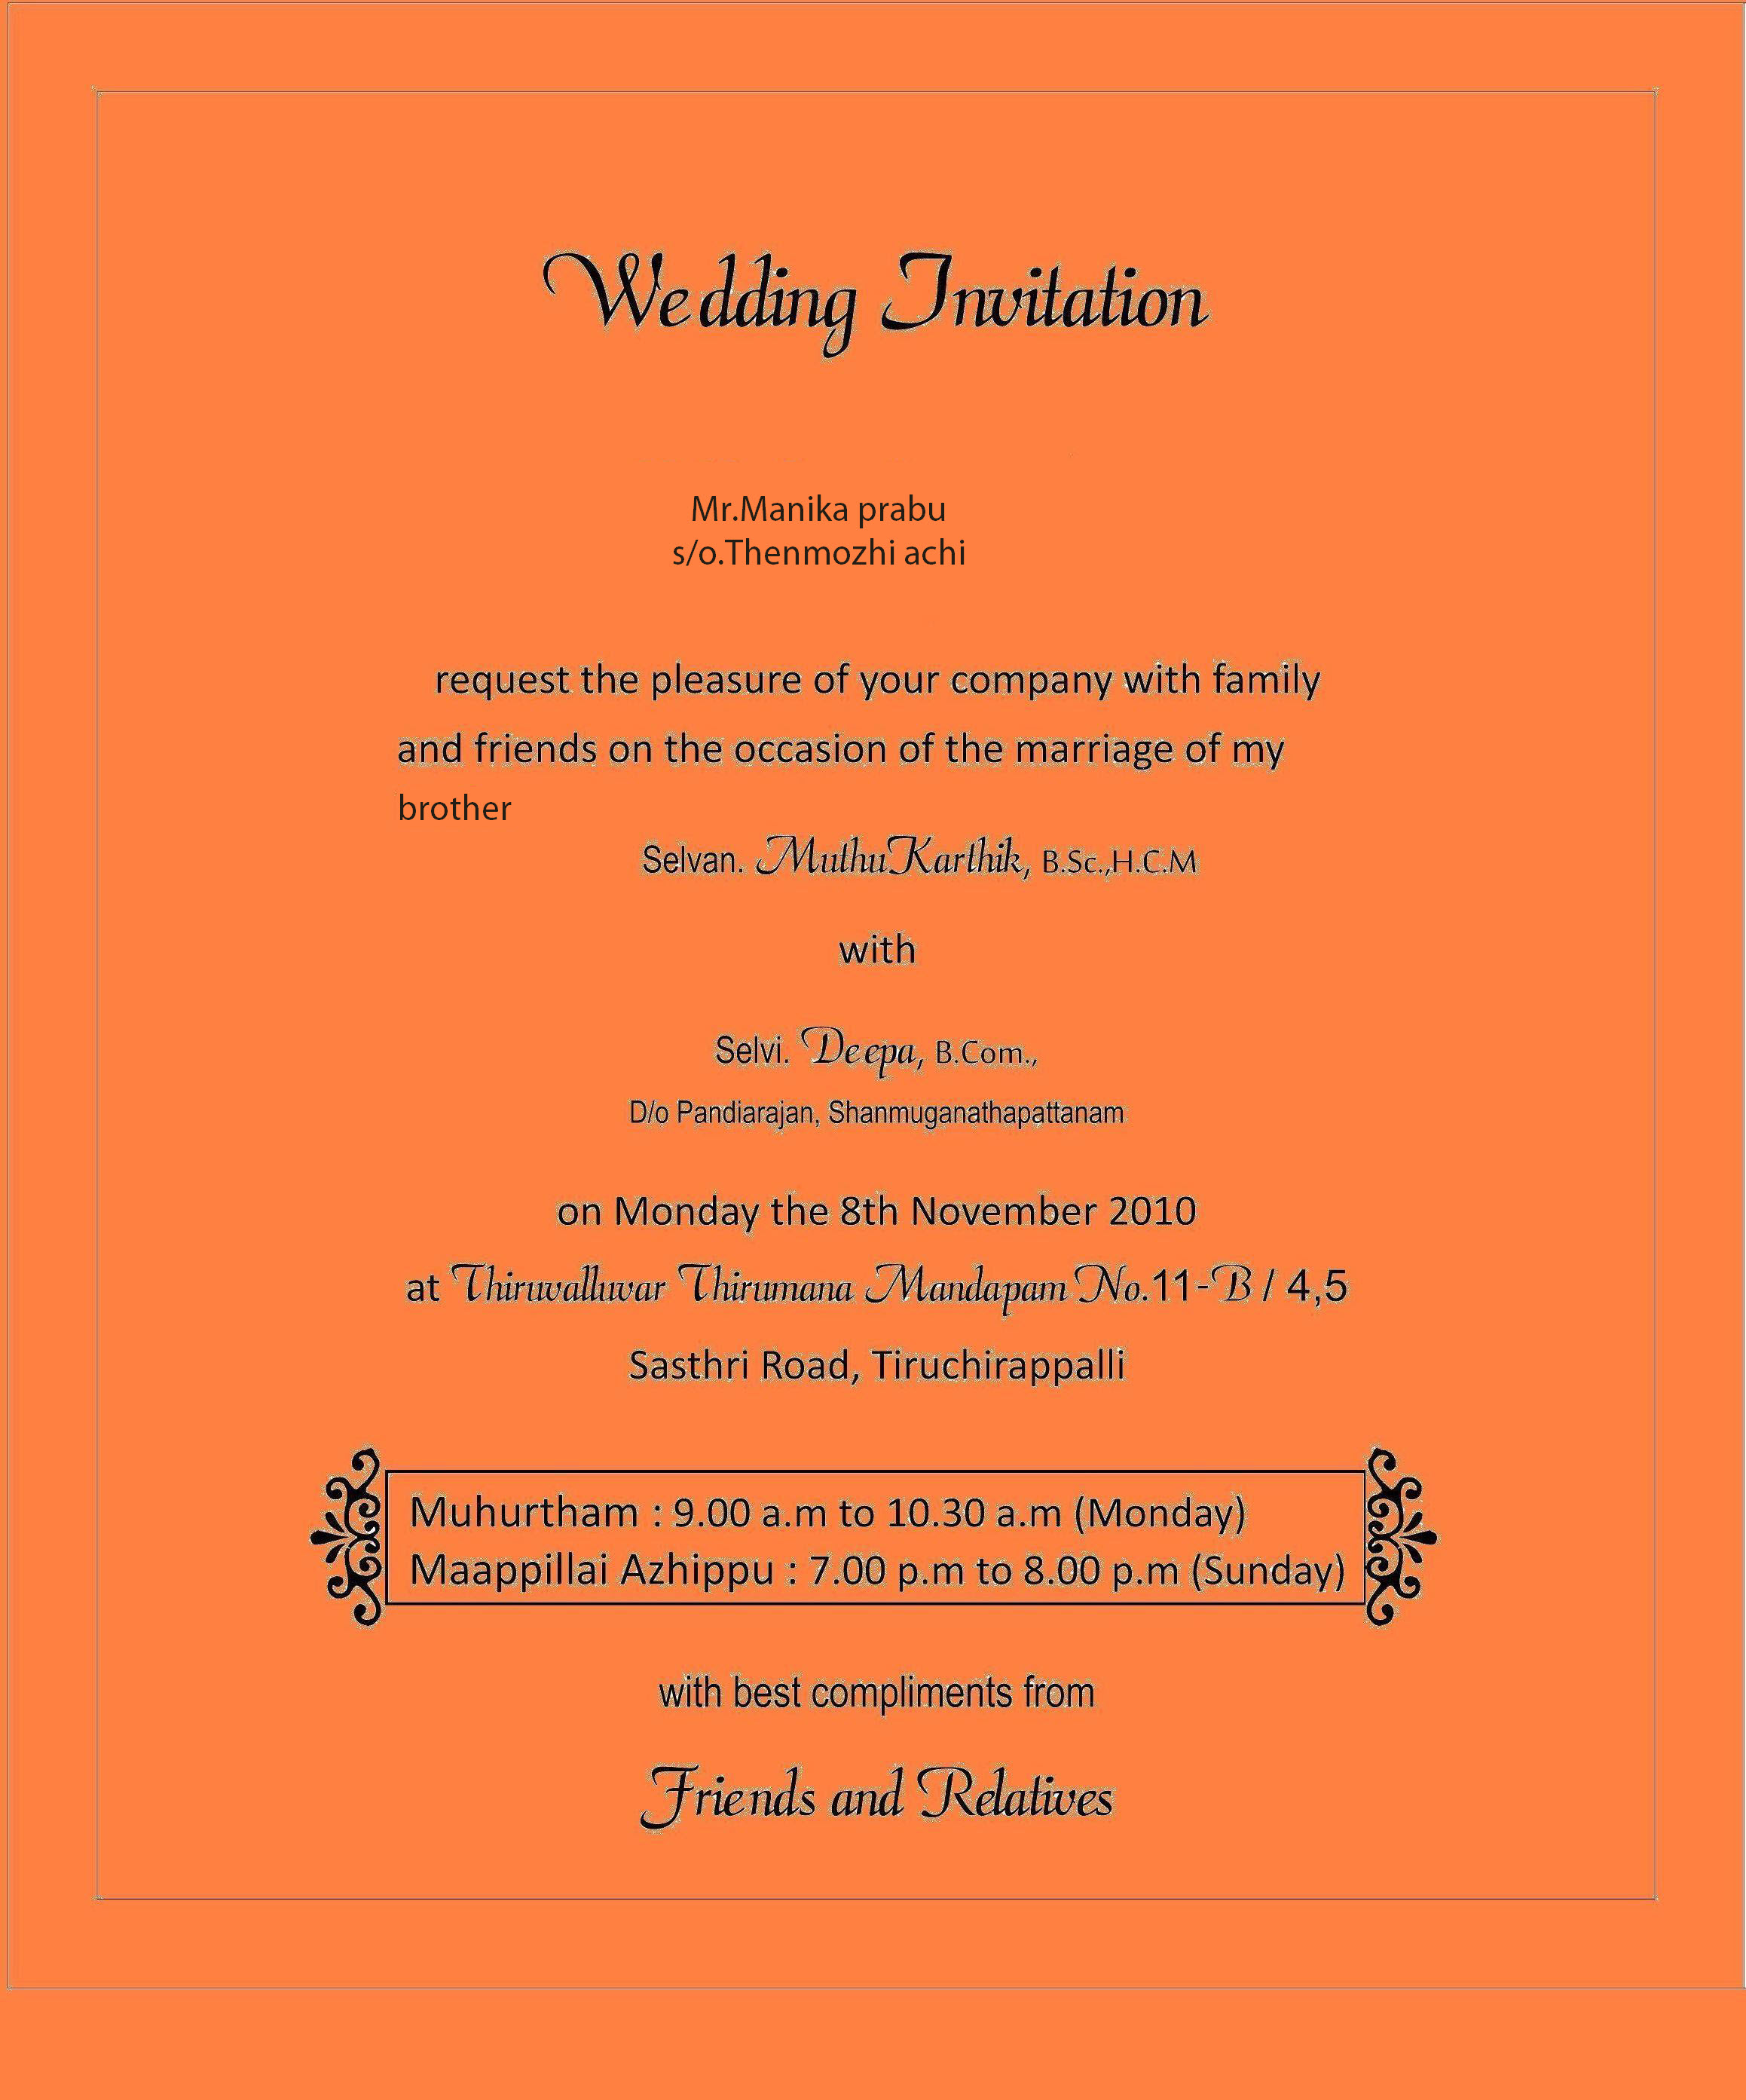 Wedding Invitation
Mr.Manika prabu
s/o.Thenmozhi achi
request the pleasure of your company with family
and friends on the occasion of the marriage of my
brother
Selvan. MuthuKarthik, B.Sc.,H.C.M
with
Selvi. Deepa, B.Com.,
D/o Pandiarajan, Shanmuganathapattanam
on Monday the 8th November 2010
at Thiruvalluvar Thirumana Mandapam No.11-B / 4,5
Sasthri Road, Tiruchirappalli
Muhurtham : 9.00 a.m to 10.30 a.m (Monday)
Maappillai Azhippu : 7.00 p.m to 8.00 p.m (Sunday)
with best compliments from
Friends and Relatives